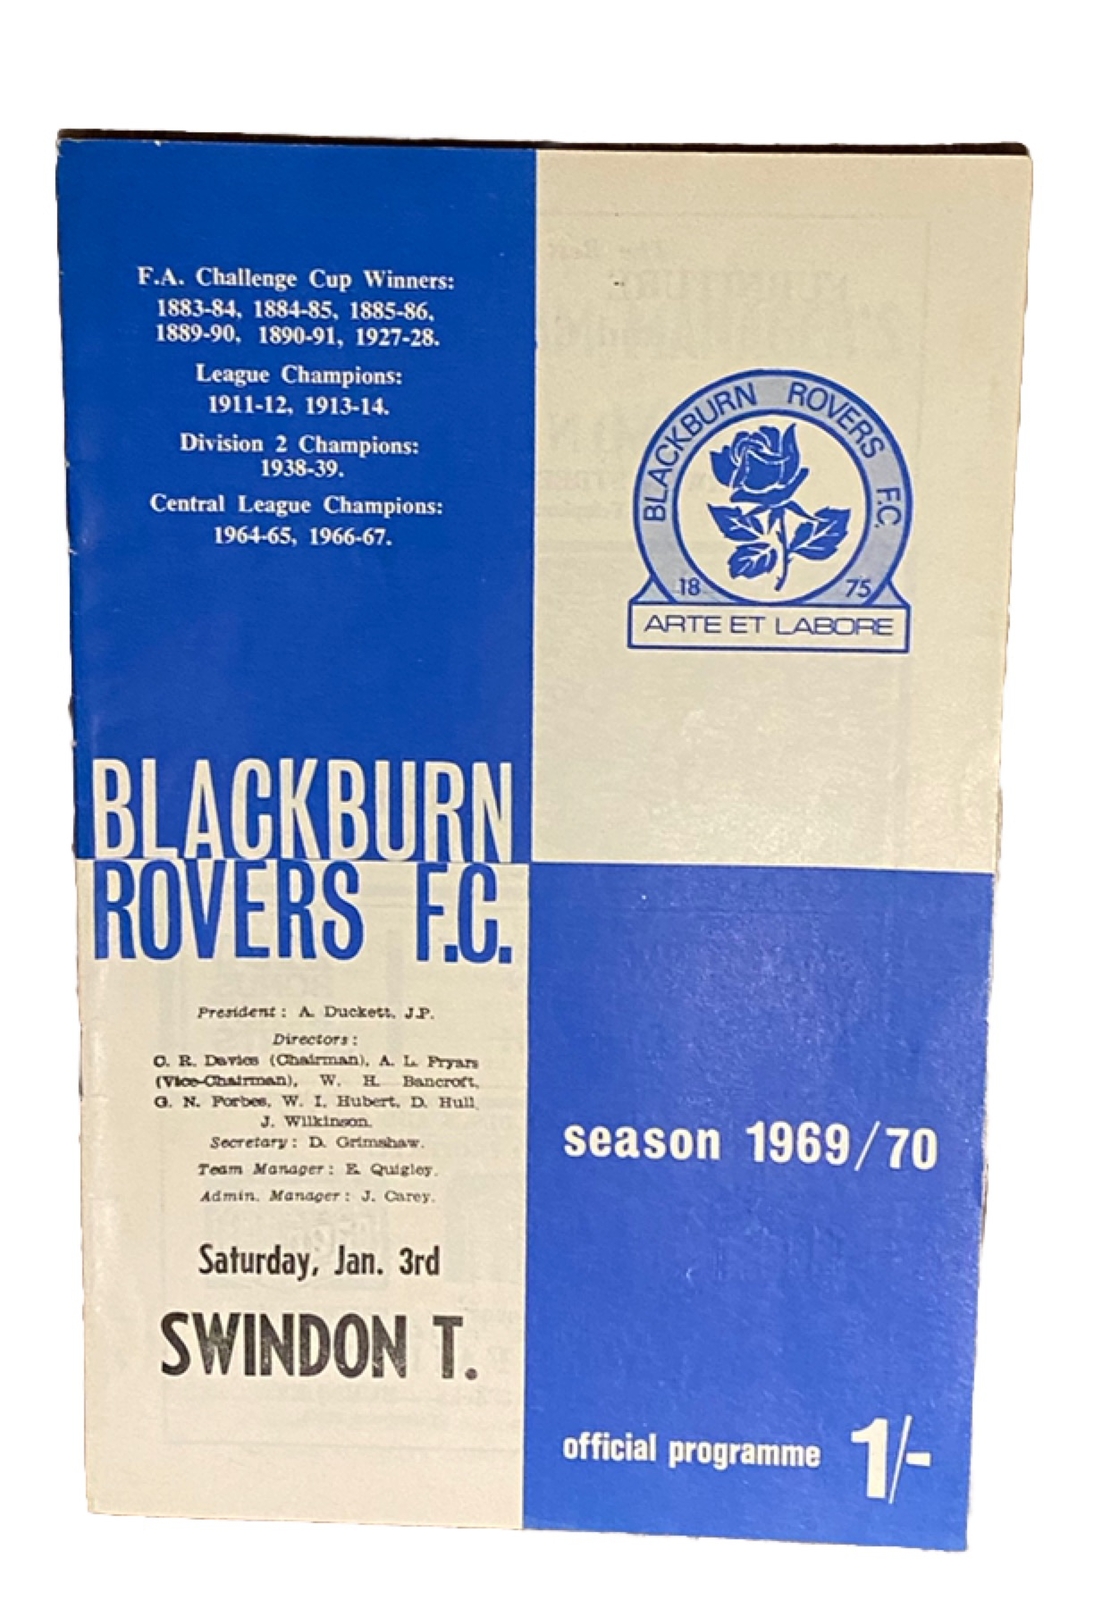 F.A. Challenge Cup Winners:
1883-84, 1884-85, 1885-86,
1889-90, 1890-91, 1927-28.
League Champions:
1911-12, 1913-14.
Division 2 Champions:
1938-39.
Central League Champions:
1964-65, 1966-67.
BLACKBURN ROVERS F.C.
18 75
ARTE ET LABORE
BLACKBURN
ROVERS F.C.
President: A. Duckett, J.P.
Directors:
C. R. Davies (Chairman), A. L. Fryars
(Vice-Chairman), W. H. Bancroft,
G. N. Forbes, W. I. Hubert, D. Hull,
J. Wilkinson.
Secretary: D. Grimshaw.
Team Manager: E. Quigley.
Admin. Manager: J. Carey.
Saturday, Jan. 3rd
SWINDON T.
season 1969/70
official programme 1/-